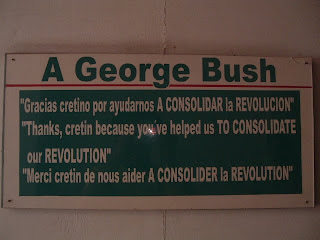 A George Bush
"Gracias cretino por ayudarnos A CONSOLIDAR la REVOLUCION"
"Thanks, cretin because you've helped us TO CONSOLIDATE
our REVOLUTION"
"Merci cretin de nous aider A CONSOLIDER la REVOLUTION"